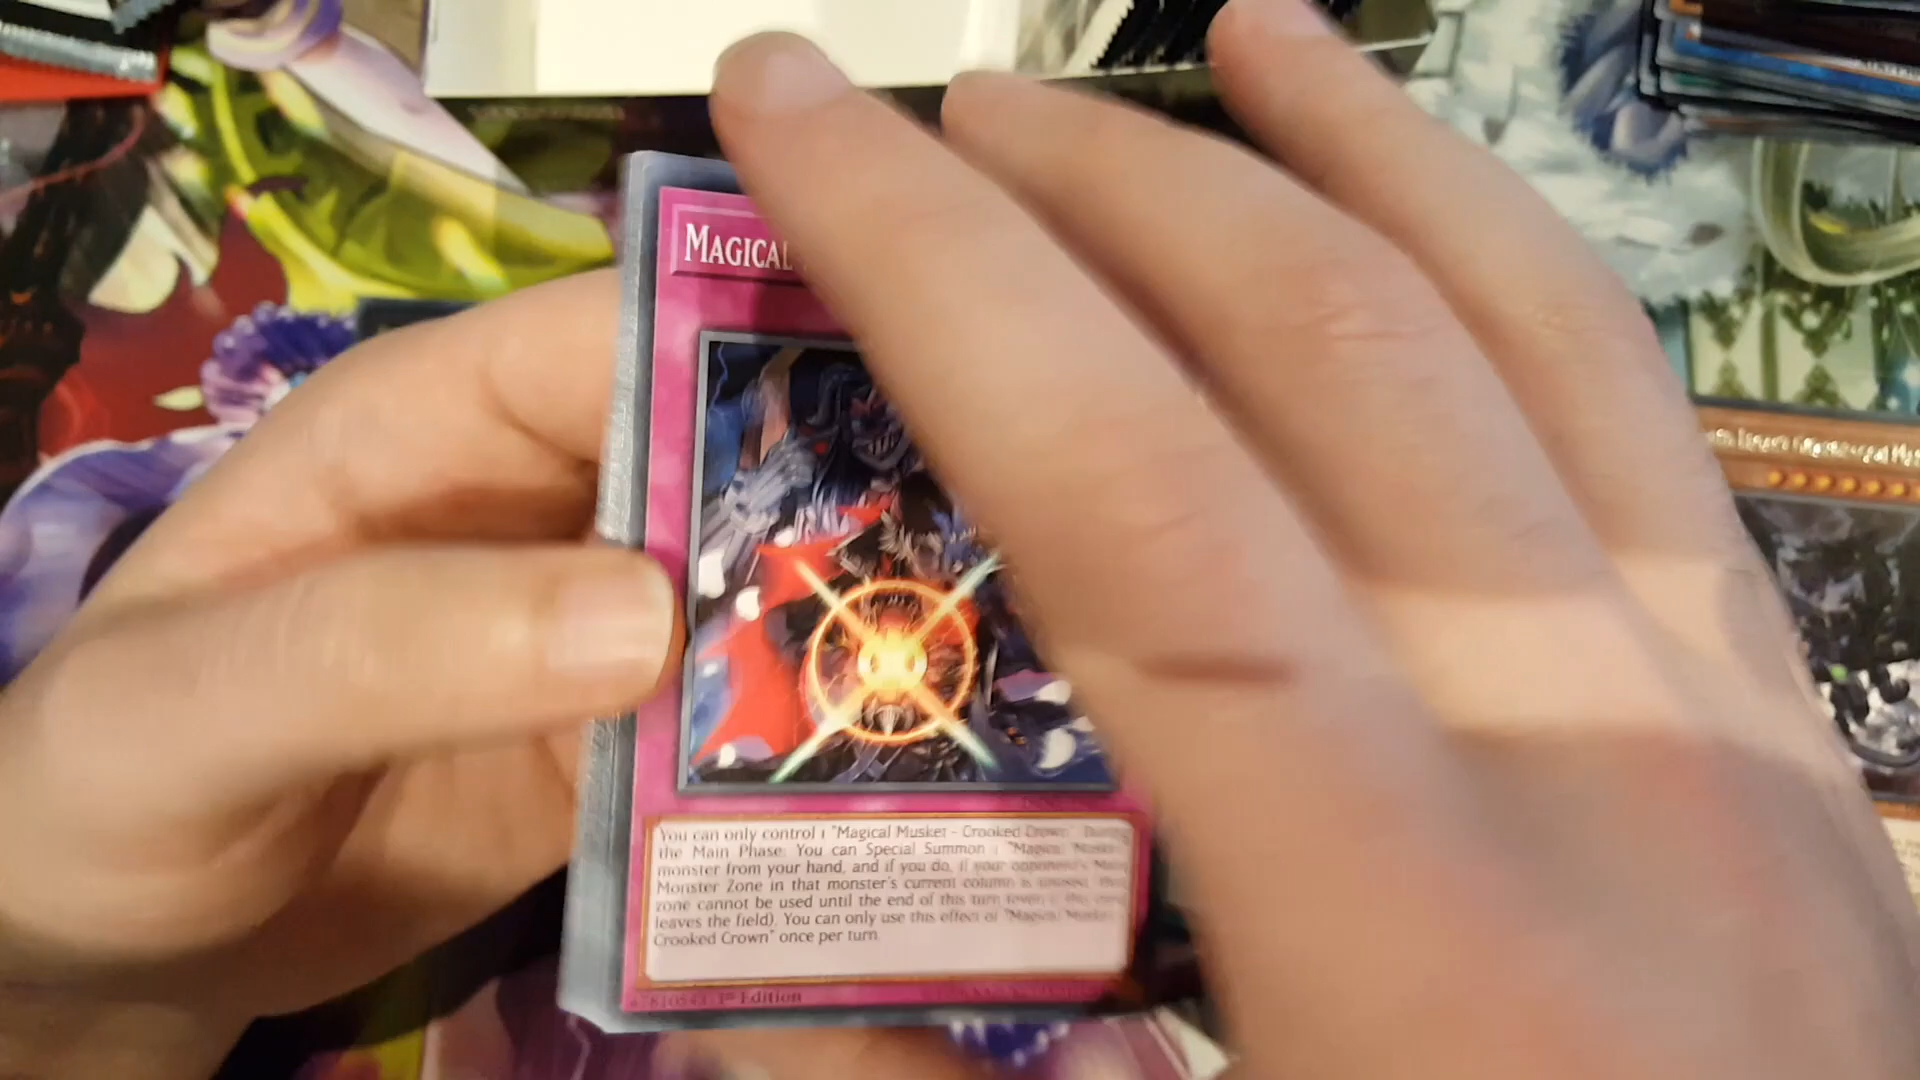 MAGICAL
You can only control 1 "Magical Musket - Crooked Crown". During
the Main Phase: You can Special Summon 1 "Magical Musket"
monster from your hand, and if you do, if your opponent's Main
Monster Zone in that monster's current column is unused, that
zone cannot be used until the end of this turn (even if this card
leaves the field). You can only use this effect of "Magical Musket -
Crooked Crown" once per turn.
1st Edition